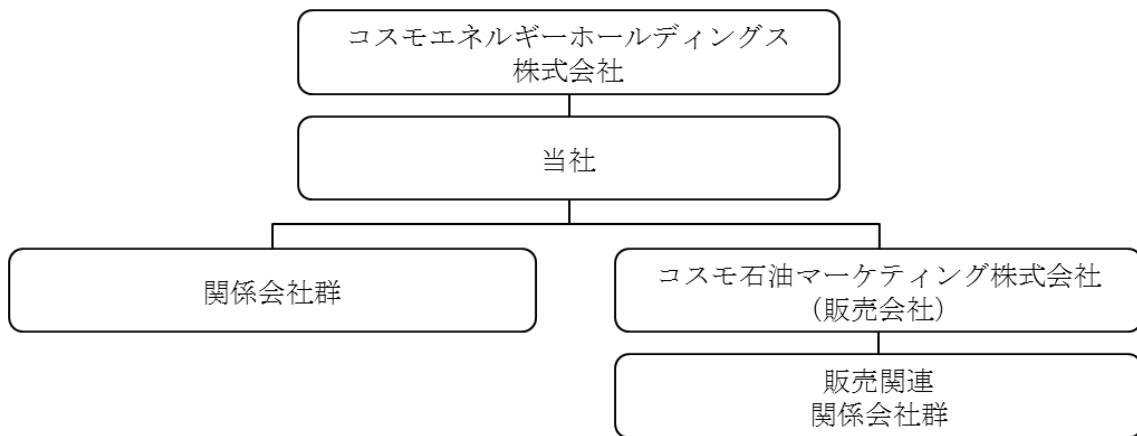 コスモエネルギーホールディングス
株式会社
当社
関係会社群
コスモ石油マーケティング株式会社
（販売会社）
販売関連
関係会社群